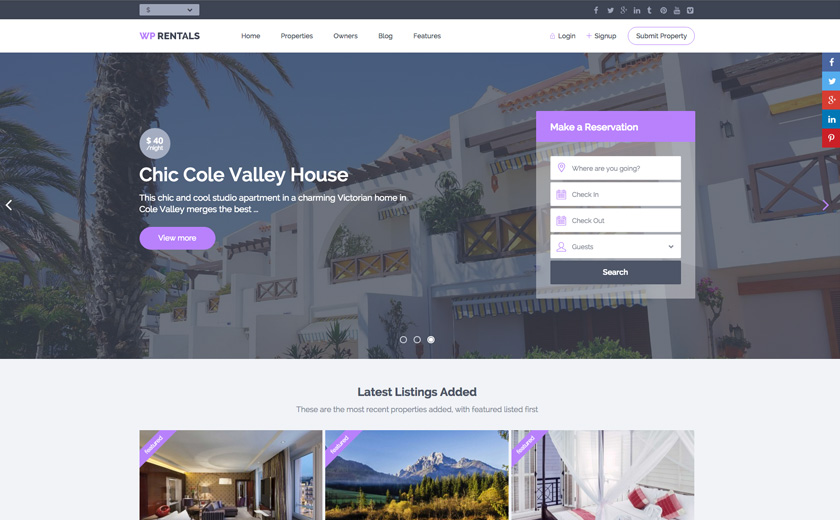 $
WP RENTALS
Home
Properties
Owners
Blog
Features
Login
Signup
Submit Property
$ 40
/night
Chic Cole Valley House
This chic and cool studio apartment in a charming Victorian home in
Cole Valley merges the best ...
View more
Make a Reservation
Where are you going?
Check In
Check Out
Guests
Search
Latest Listings Added
These are the most recent properties added, with featured listed first
featured
featured
featured